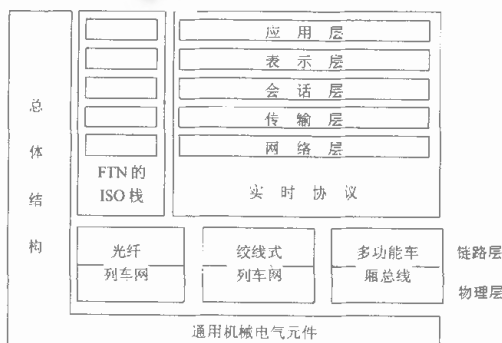 总体结构
应用层
表示层
会话层
传输层
网络层
FTN的
ISO栈
实时协议
光纤
列车网
绞线式
列车网
多功能车
厢总线
链路层
物理层
通用机械电气元件